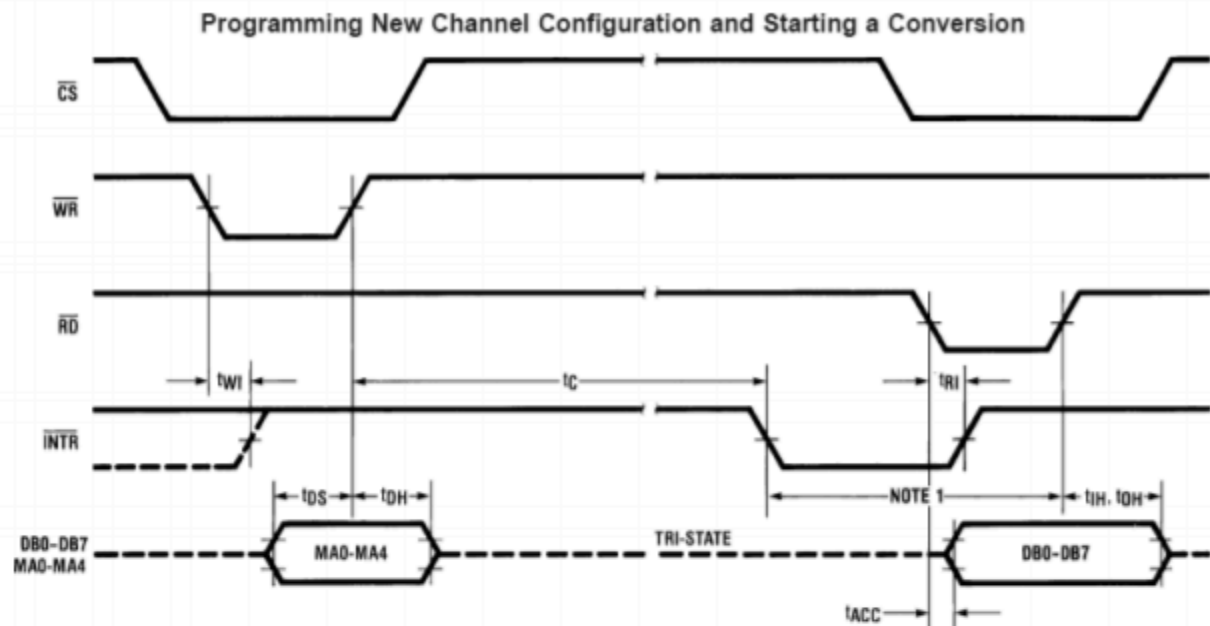 Programming New Channel Configuration and Starting a Conversion
CS
WR
RD
tWI
tC
tRI
INTR
tDS
tDH
NOTE 1
tIH, tOH
DB0-DB7
MA0-MA4
MA0-MA4
TRI-STATE
DB0-DB7
tACC